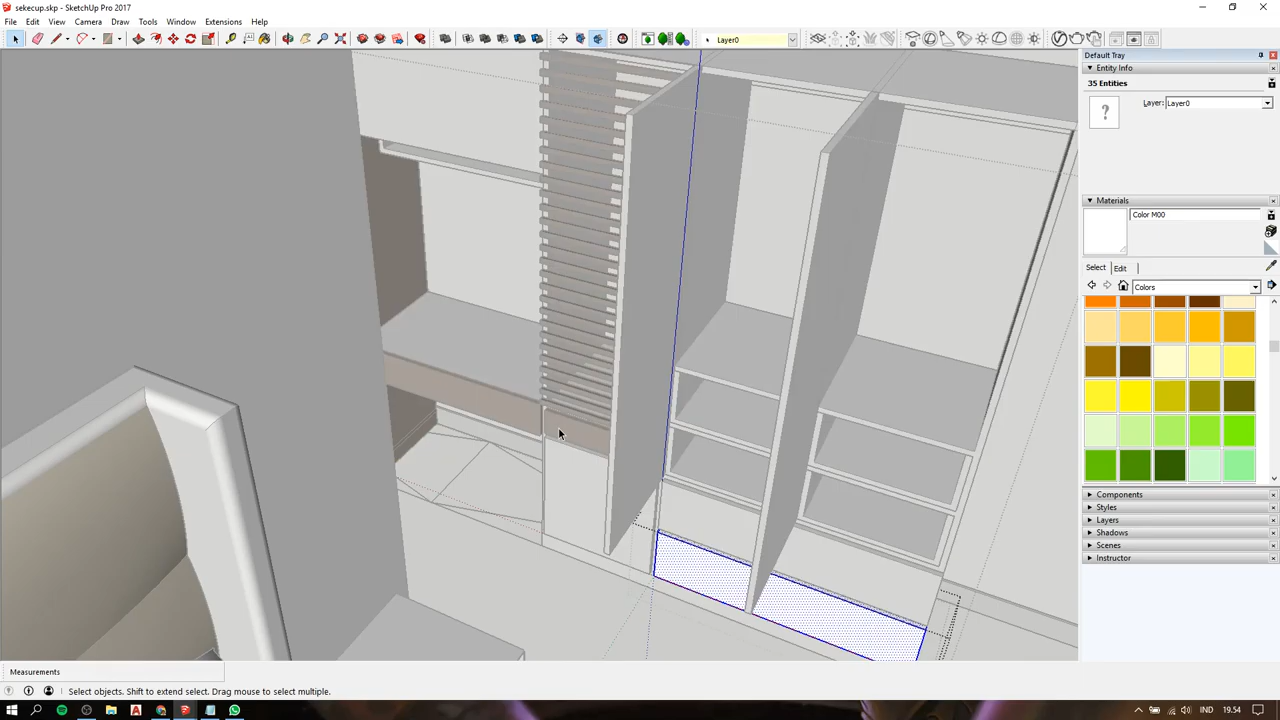 sekecup.skp - SketchUp Pro 2017
File Edit View Camera Draw Tools Window Extensions Help
Layer0
Default Tray
Entity Info
35 Entities
?
Layer: Layer0
Materials
Color M00
Select Edit
Colors
Components
Styles
Layers
Shadows
Scenes
Instructor
Measurements
Select objects. Shift to extend select. Drag mouse to select multiple.
IND 19.54